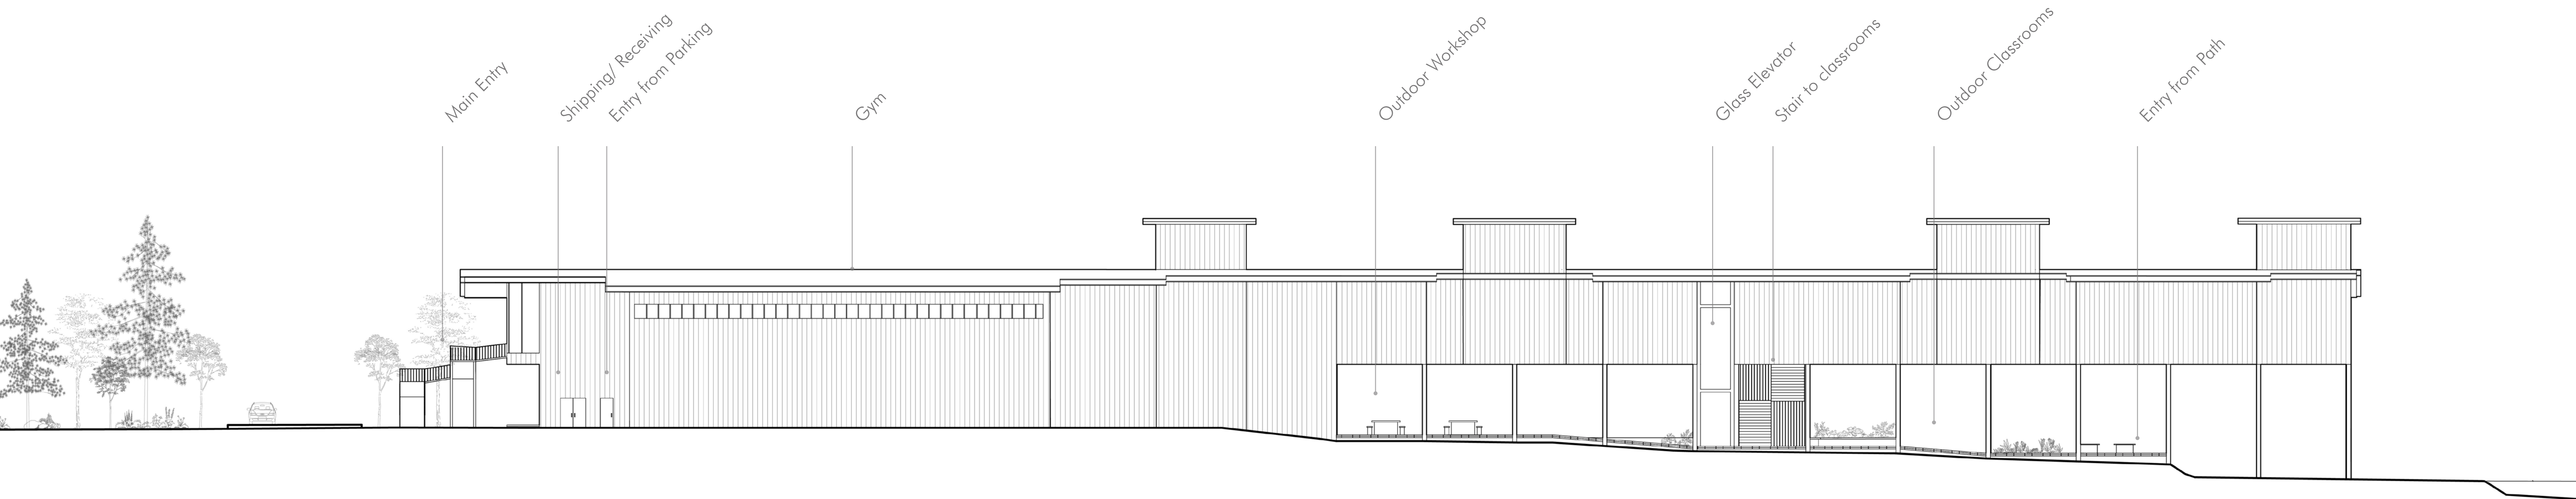 Main Entry
Shipping/ Receiving
Entry from Parking
Gym
Outdoor Workshop
Glass Elevator
Stair to classrooms
Outdoor Classrooms
Entry from Path